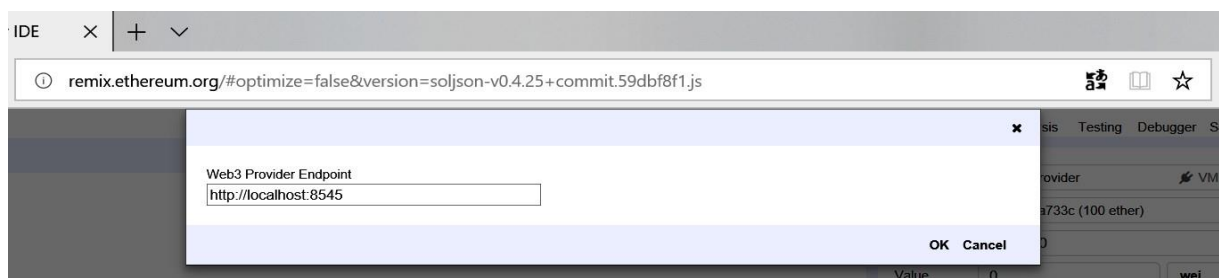 IDE
remix.ethereum.org/#optimize=false&version=soljson-v0.4.25+commit.59dbf8f1.js
sis Testing Debugger S
Web3 Provider Endpoint
http://localhost:8545
rovider VM
a733c (100 ether)
OK Cancel
0
Value 0 wei